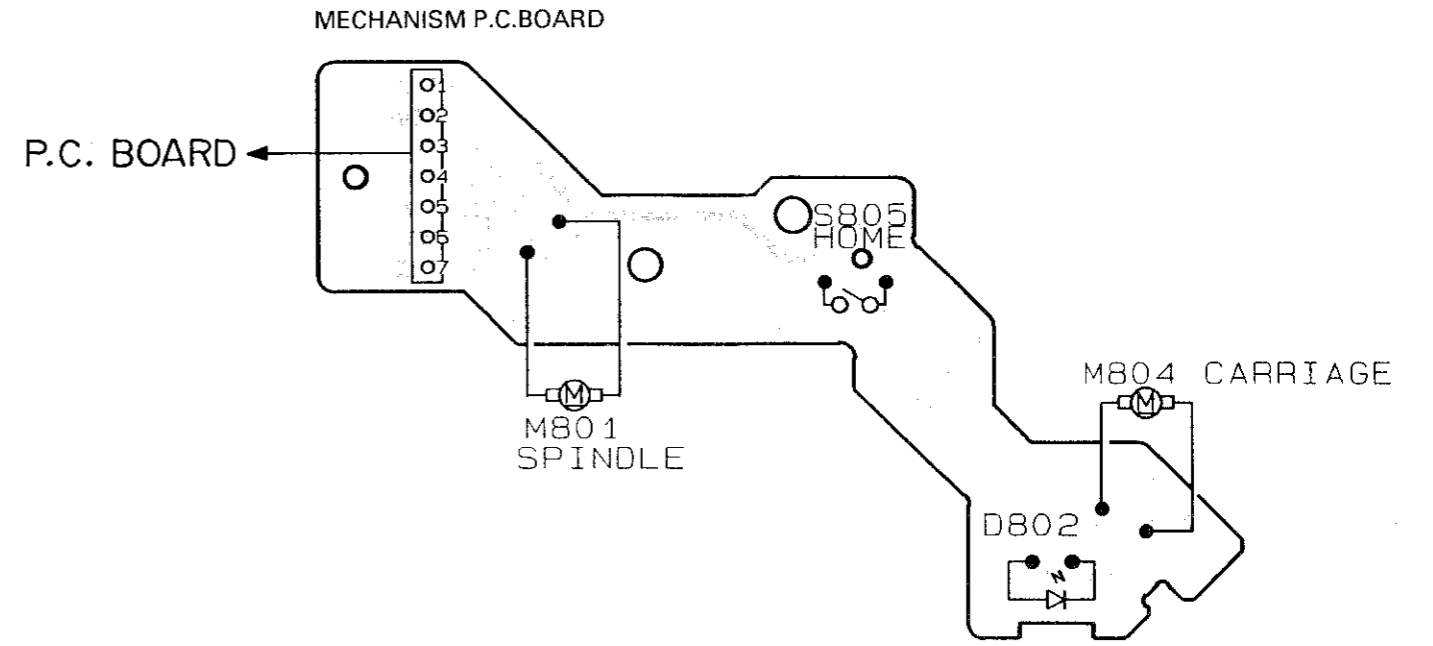 MECHANISM P.C.BOARD
1
2
P.C. BOARD
3
4
5
6
7
S805
HOME
M
M801
SPINDLE
M804 CARRIAGE
M
D802